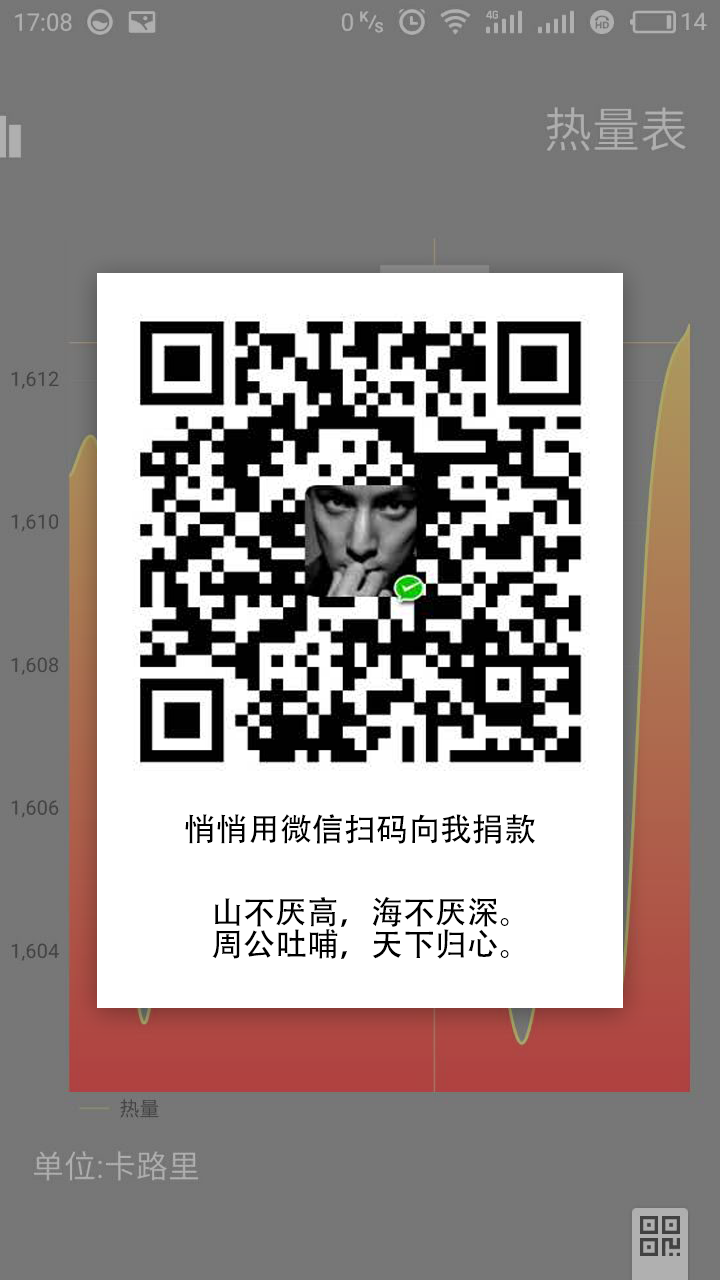 17:08
0 K/s
4G
HD
14
热量表
1,612
1,610
1,608
1,606
1,604
悄悄用微信扫码向我捐款
山不厌高，海不厌深。
周公吐哺，天下归心。
热量
单位:卡路里